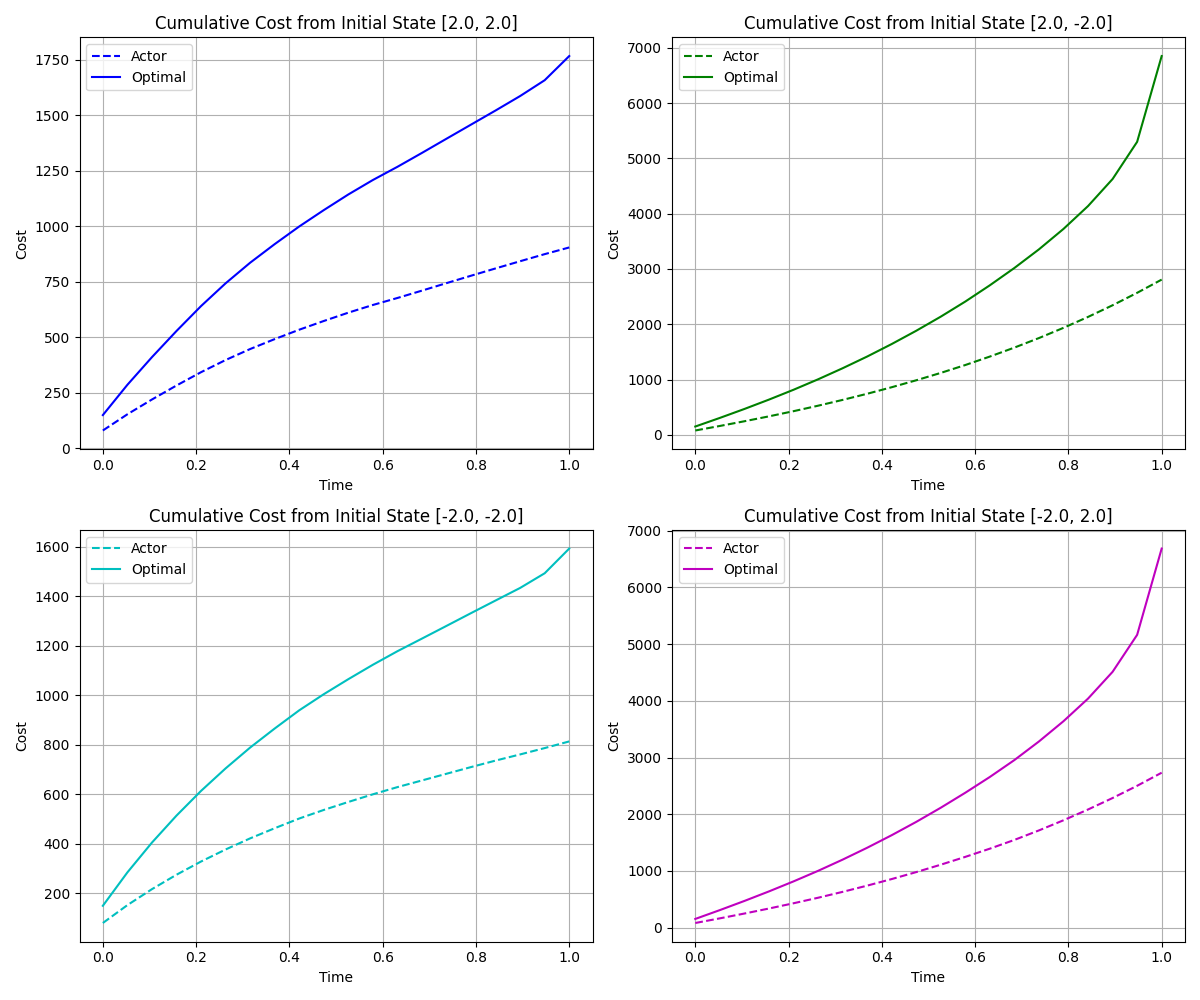 Cumulative Cost from Initial State [2.0, 2.0]
Actor
Optimal
1750
1500
1250
1000
750
500
250
0
Cost
0.0 0.2 0.4 0.6 0.8 1.0
Time
Cumulative Cost from Initial State [2.0, -2.0]
Actor
Optimal
7000
6000
5000
4000
3000
2000
1000
0
Cost
0.0 0.2 0.4 0.6 0.8 1.0
Time
Cumulative Cost from Initial State [-2.0, -2.0]
Actor
Optimal
1600
1400
1200
1000
800
600
400
200
Cost
0.0 0.2 0.4 0.6 0.8 1.0
Time
Cumulative Cost from Initial State [-2.0, 2.0]
Actor
Optimal
7000
6000
5000
4000
3000
2000
1000
0
Cost
0.0 0.2 0.4 0.6 0.8 1.0
Time